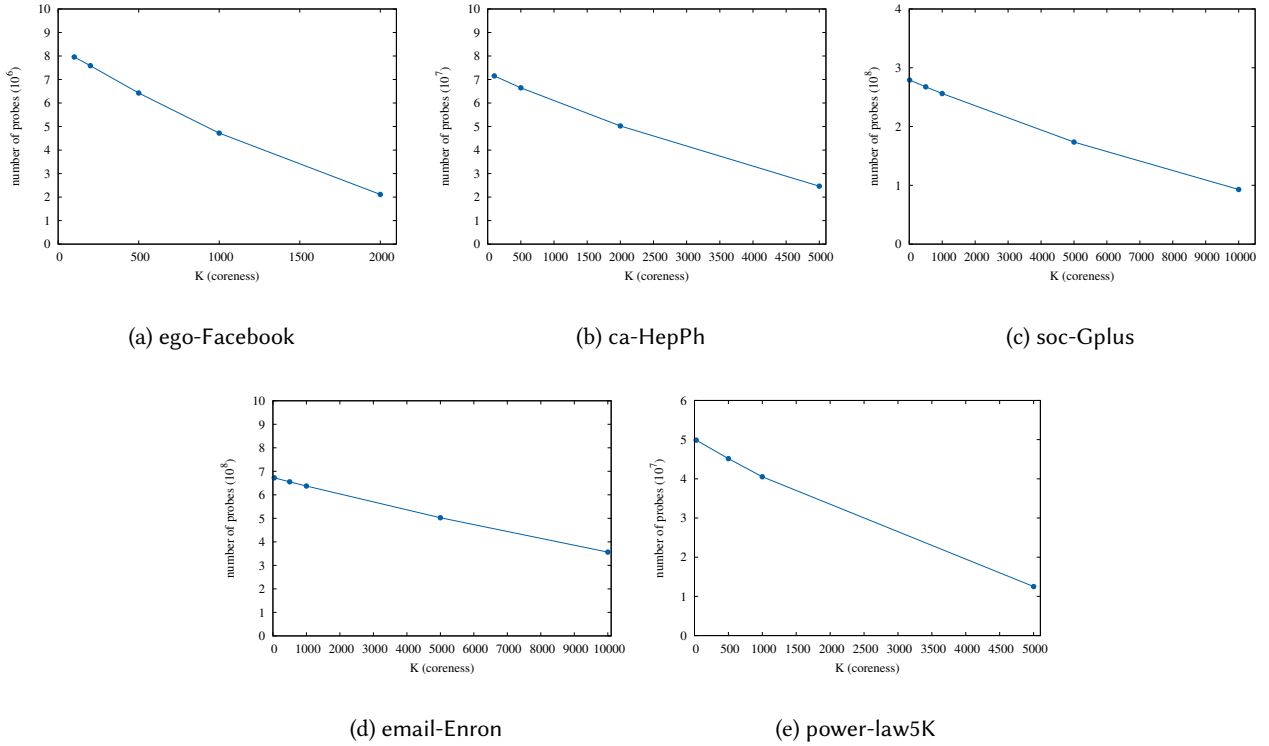 10
9
8
7
6
5
4
3
2
1
0
number of probes (10^6)
0 500 1000 1500 2000
K (coreness)
(a) ego-Facebook
10
9
8
7
6
5
4
3
2
1
0
number of probes (10^7)
0 500 1000 1500 2000 2500 3000 3500 4000 4500 5000
K (coreness)
(b) ca-HepPh
4
3
2
1
0
number of probes (10^8)
0 1000 2000 3000 4000 5000 6000 7000 8000 9000 10000
K (coreness)
(c) soc-Gplus
10
9
8
7
6
5
4
3
2
1
0
number of probes (10^8)
0 1000 2000 3000 4000 5000 6000 7000 8000 9000 10000
K (coreness)
(d) email-Enron
6
5
4
3
2
1
0
number of probes (10^7)
0 500 1000 1500 2000 2500 3000 3500 4000 4500 5000
K (coreness)
(e) power-law5K